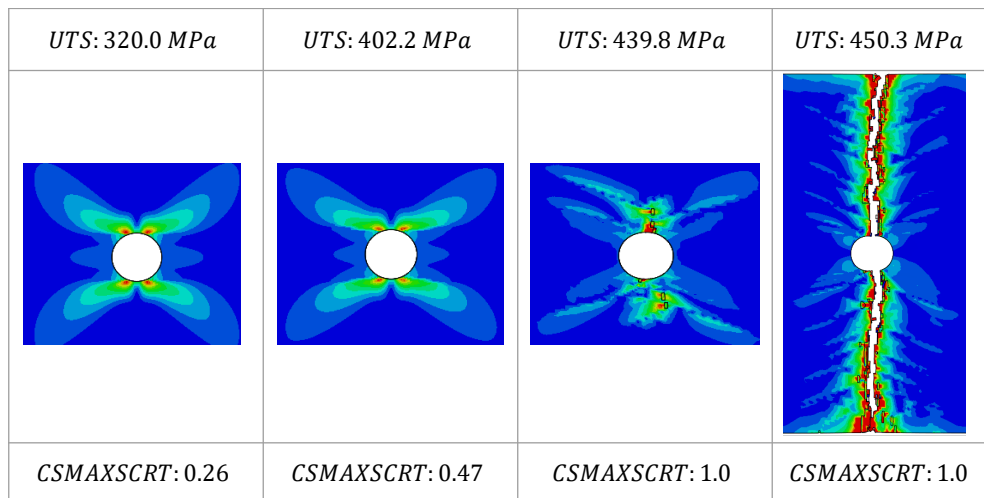 UTS: 320.0 MPa
UTS: 402.2 MPa
UTS: 439.8 MPa
UTS: 450.3 MPa
CSMAXSCRT: 0.26
CSMAXSCRT: 0.47
CSMAXSCRT: 1.0
CSMAXSCRT: 1.0